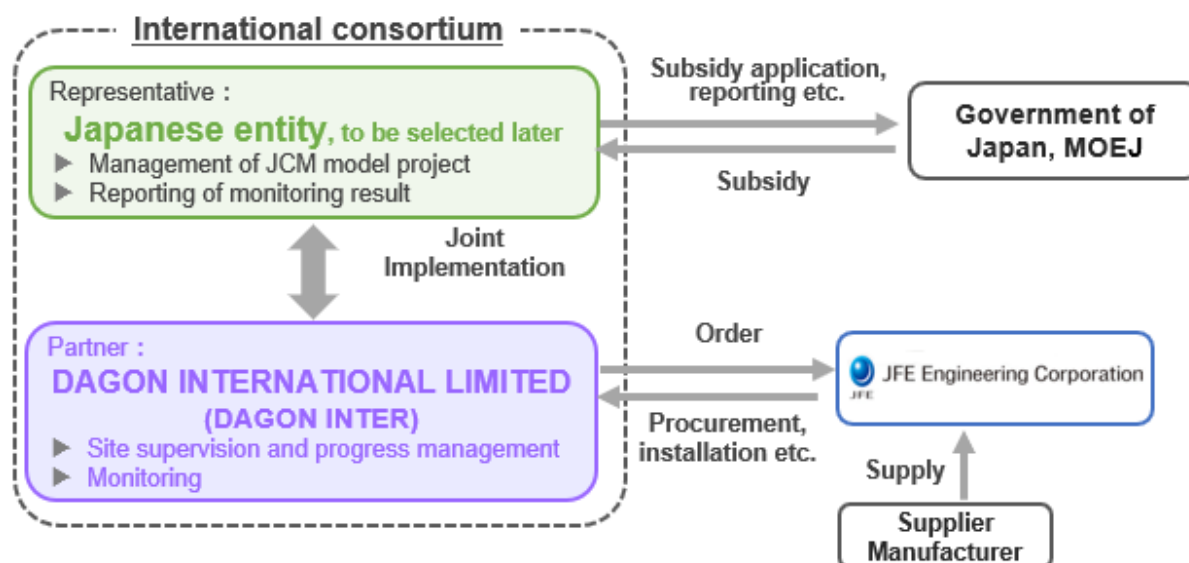 International consortium
Representative :
Japanese entity, to be selected later
▶ Management of JCM model project
▶ Reporting of monitoring result
Subsidy application,
reporting etc.
Subsidy
Government of
Japan, MOEJ
Joint
Implementation
Partner :
DAGON INTERNATIONAL LIMITED
(DAGON INTER)
▶ Site supervision and progress management
▶ Monitoring
Order
Procurement,
installation etc.
JFE
JFE Engineering Corporation
Supply
Supplier
Manufacturer